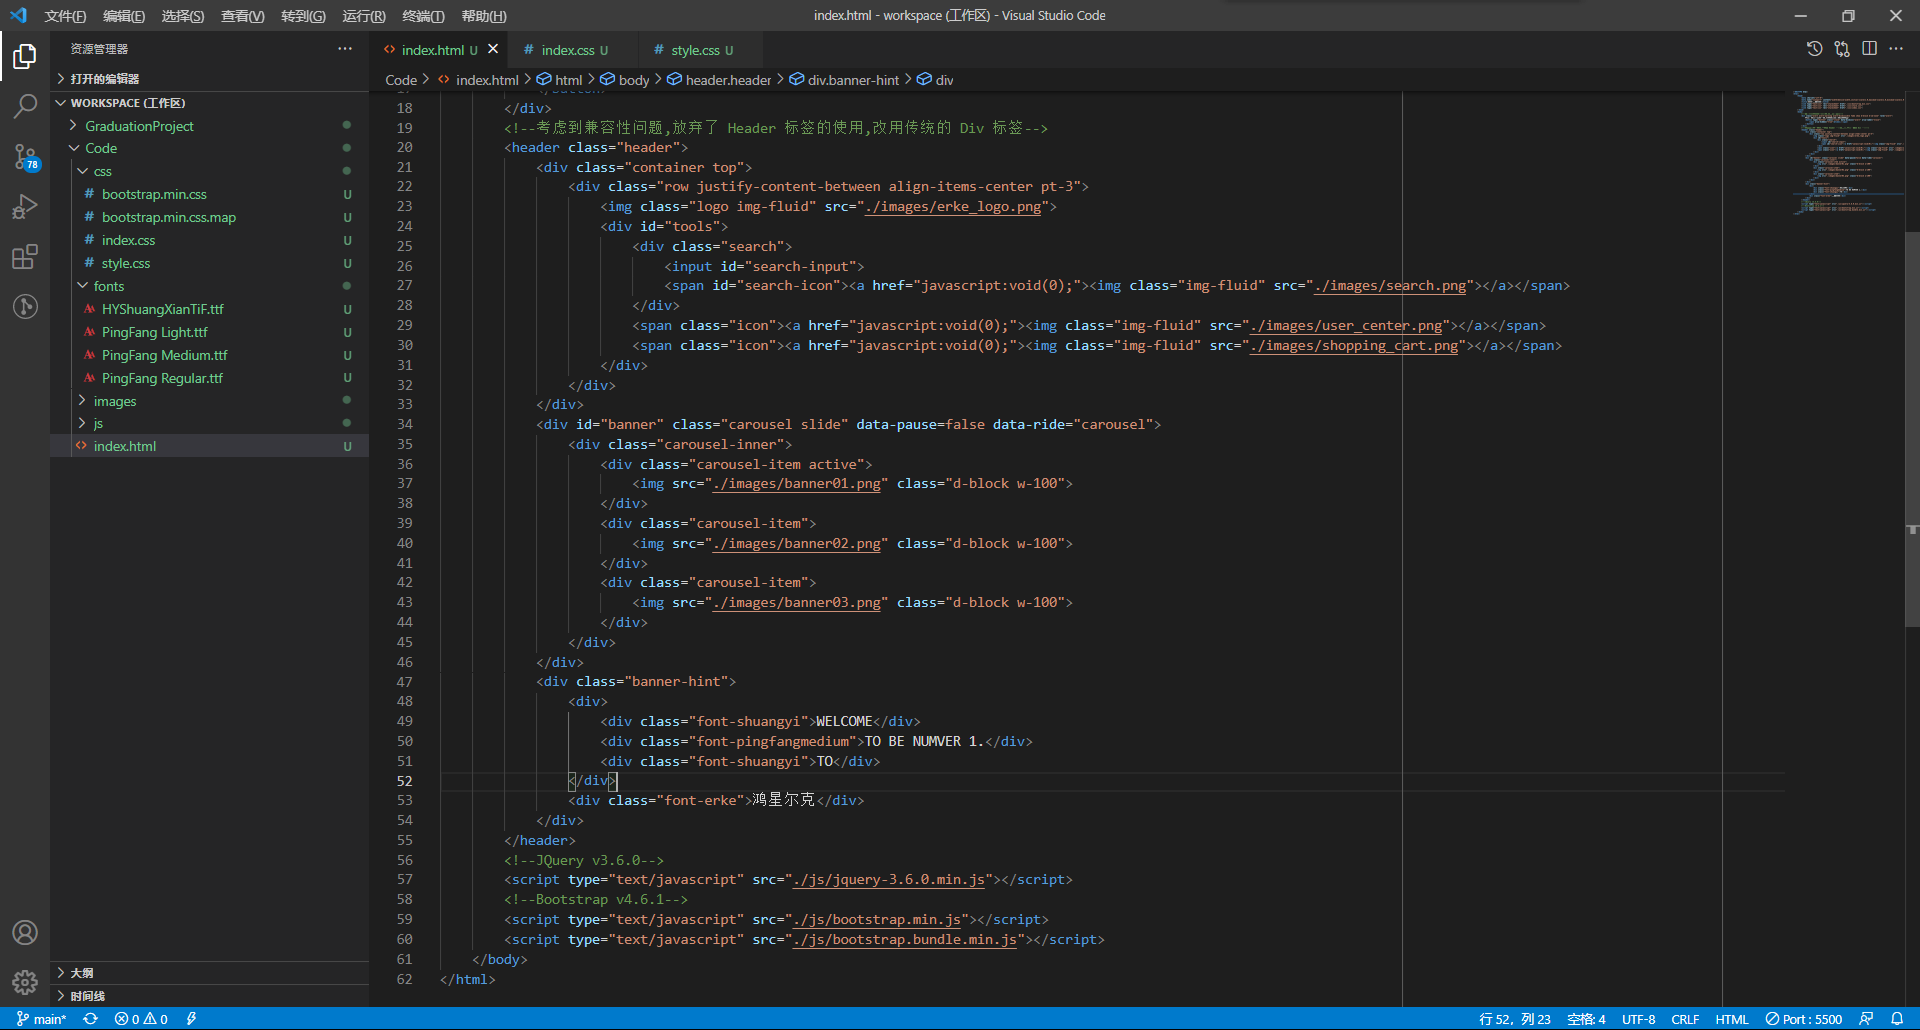 文件(F) 编辑(E) 选择(S) 查看(V) 转到(G) 运行(R) 终端(T) 帮助(H) index.html - workspace (工作区) - Visual Studio Code
资源管理器 ···
打开的编辑器
WORKSPACE (工作区)
GraduationProject
Code
css
# bootstrap.min.css U
# bootstrap.min.css.map U
# index.css U
# style.css U
fonts
HYShuangXianTiF.ttf U
PingFang Light.ttf U
PingFang Medium.ttf U
PingFang Regular.ttf U
images
js
<> index.html U
大纲
时间线
78
<> index.html U # index.css U # style.css U
Code > <> index.html > html > body > header.header > div.banner-hint > div
18 </div>
19 <!--考虑到兼容性问题,放弃了 Header 标签的使用,改用传统的 Div 标签-->
20 <header class="header">
21 <div class="container top">
22 <div class="row justify-content-between align-items-center pt-3">
23 <img class="logo img-fluid" src="./images/erke_logo.png">
24 <div id="tools">
25 <div class="search">
26 <input id="search-input">
27 <span id="search-icon"><a href="javascript:void(0);"><img class="img-fluid" src="./images/search.png"></a></span>
28 </div>
29 <span class="icon"><a href="javascript:void(0);"><img class="img-fluid" src="./images/user_center.png"></a></span>
30 <span class="icon"><a href="javascript:void(0);"><img class="img-fluid" src="./images/shopping_cart.png"></a></span>
31 </div>
32 </div>
33 </div>
34 <div id="banner" class="carousel slide" data-pause=false data-ride="carousel">
35 <div class="carousel-inner">
36 <div class="carousel-item active">
37 <img src="./images/banner01.png" class="d-block w-100">
38 </div>
39 <div class="carousel-item">
40 <img src="./images/banner02.png" class="d-block w-100">
41 </div>
42 <div class="carousel-item">
43 <img src="./images/banner03.png" class="d-block w-100">
44 </div>
45 </div>
46 </div>
47 <div class="banner-hint">
48 <div>
49 <div class="font-shuangyi">WELCOME</div>
50 <div class="font-pingfangmedium">TO BE NUMVER 1.</div>
51 <div class="font-shuangyi">TO</div>
52 </div>
53 <div class="font-erke">鸿星尔克</div>
54 </div>
55 </header>
56 <!--JQuery v3.6.0-->
57 <script type="text/javascript" src="./js/jquery-3.6.0.min.js"></script>
58 <!--Bootstrap v4.6.1-->
59 <script type="text/javascript" src="./js/bootstrap.min.js"></script>
60 <script type="text/javascript" src="./js/bootstrap.bundle.min.js"></script>
61 </body>
62 </html>
main* 0 0 行 52，列 23 空格: 4 UTF-8 CRLF HTML Port : 5500